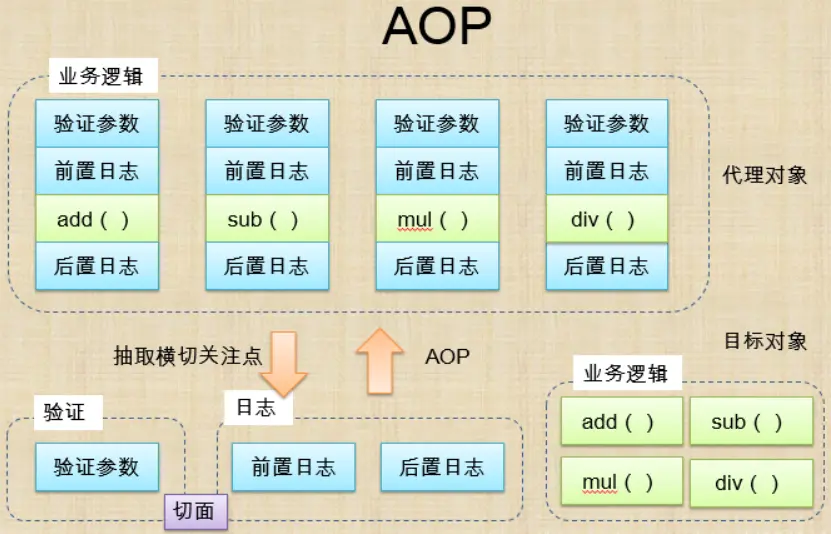 AOP
业务逻辑
验证参数 验证参数 验证参数 验证参数
前置日志 前置日志 前置日志 前置日志
add（ ） sub（ ） mul（ ） div（ ）
后置日志 后置日志 后置日志 后置日志
代理对象
抽取横切关注点 AOP
目标对象
验证 日志 业务逻辑
验证参数 前置日志 后置日志
切面
add（ ） sub（ ）
mul（ ） div（ ）